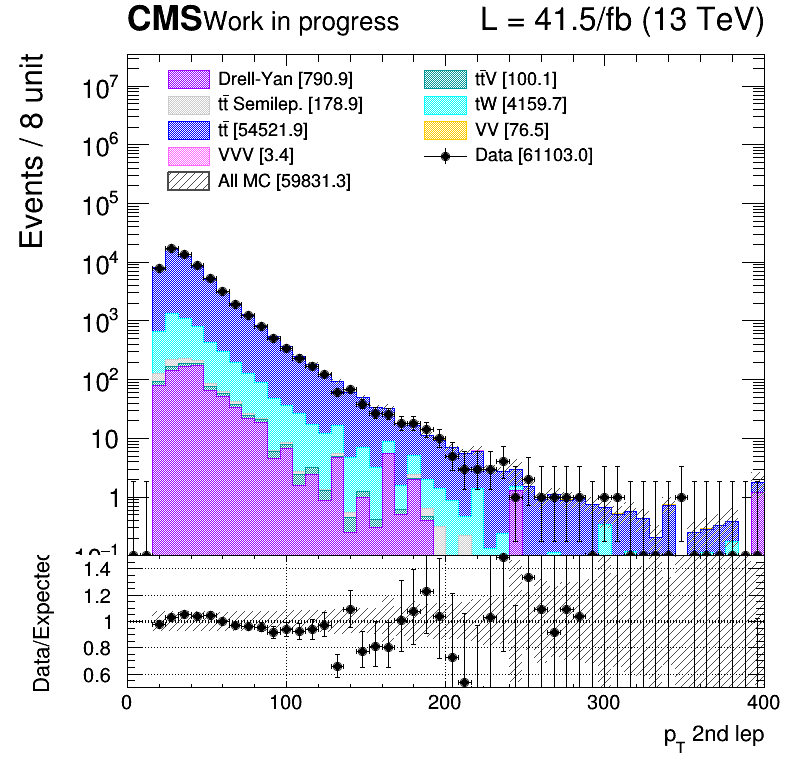 CMS Work in progress L = 41.5/fb (13 TeV)
Events / 8 unit
Drell-Yan [790.9] tt̄V [100.1]
tt̄ Semilep. [178.9] tW [4159.7]
tt̄ [54521.9] VV [76.5]
VVV [3.4] Data [61103.0]
All MC [59831.3]
10⁷
10⁶
10⁵
10⁴
10³
10²
10
1
10⁻¹
Data/Expected
1.4
1.2
1
0.8
0.6
0 100 200 300 400
p_T 2nd lep